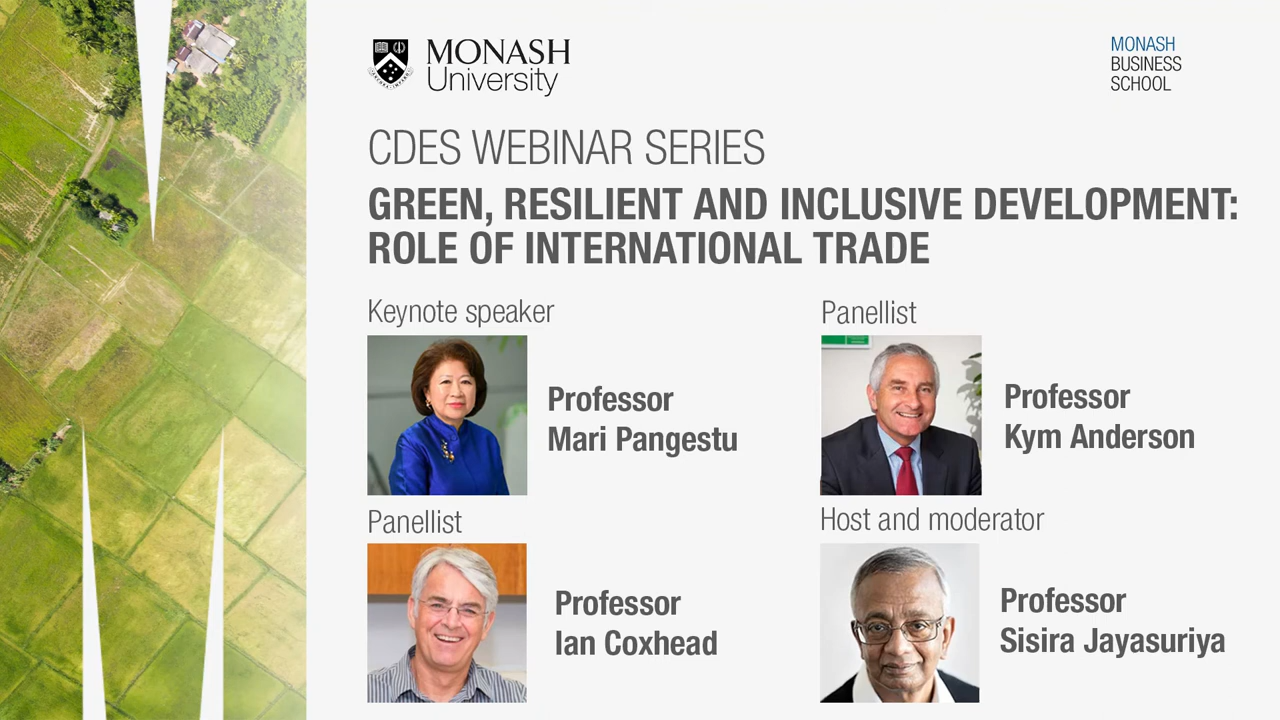 MONASH
University
MONASH
BUSINESS
SCHOOL
CDES WEBINAR SERIES
GREEN, RESILIENT AND INCLUSIVE DEVELOPMENT:
ROLE OF INTERNATIONAL TRADE
Keynote speaker
Professor
Mari Pangestu
Panellist
Professor
Kym Anderson
Panellist
Professor
Ian Coxhead
Host and moderator
Professor
Sisira Jayasuriya